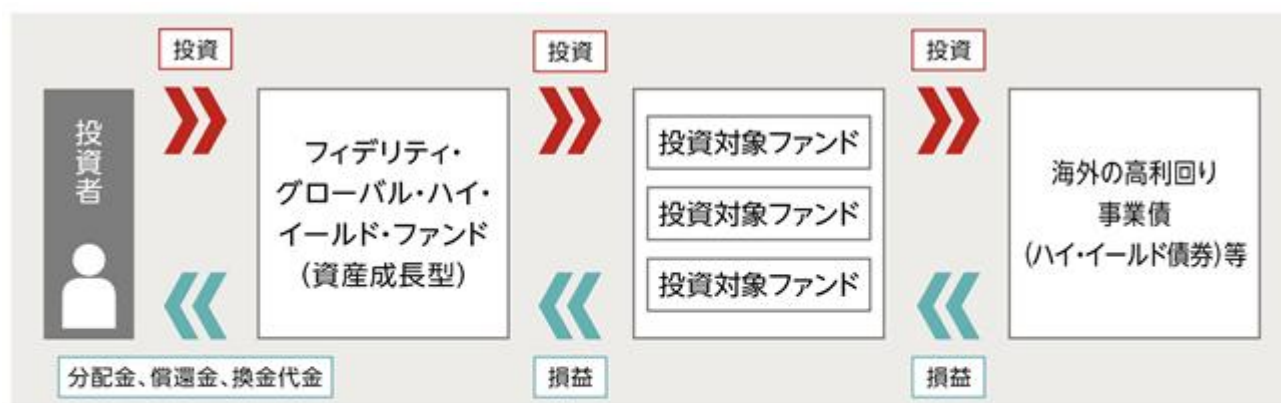 投資
投資
投資
投資者
フィデリティ・
グローバル・ハイ・
イールド・ファンド
(資産成長型)
投資対象ファンド
投資対象ファンド
投資対象ファンド
海外の高利回り
事業債
(ハイ・イールド債券)等
分配金、償還金、換金代金
損益
損益